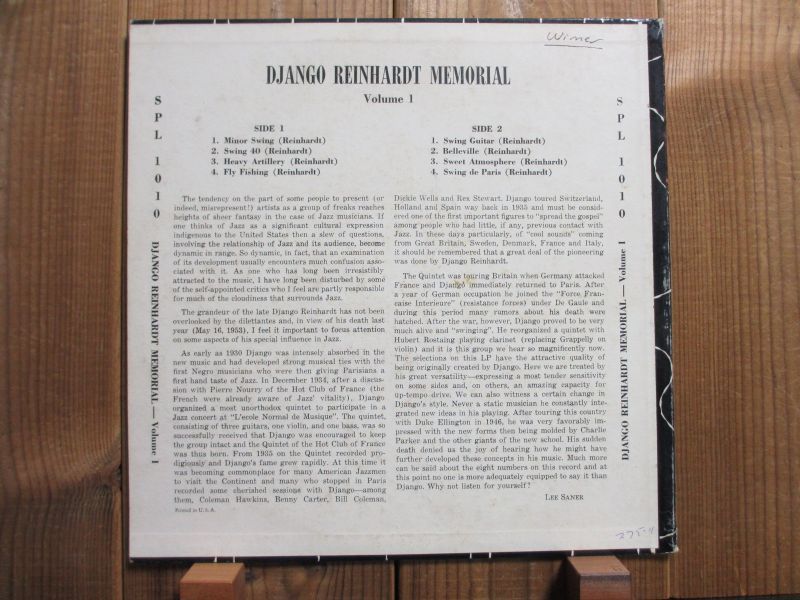 Winer
DJANGO REINHARDT MEMORIAL
Volume 1
SIDE 1
1. Minor Swing (Reinhardt)
2. Swing 40 (Reinhardt)
3. Heavy Artillery (Reinhardt)
4. Fly Fishing (Reinhardt)
SIDE 2
1. Swing Guitar (Reinhardt)
2. Belleville (Reinhardt)
3. Sweet Atmosphere (Reinhardt)
4. Swing de Paris (Reinhardt)
SPL 1010 DJANGO REINHARDT MEMORIAL — Volume 1
The tendency on the part of some people to present (or
indeed, misrepresent!) artists as a group of freaks reaches
heights of sheer fantasy in the case of Jazz musicians. If
one thinks of Jazz as a significant cultural expression
indigenous to the United States then a slew of questions,
involving the relationship of Jazz and its audience, become
dynamic in range. So dynamic, in fact, that an examination
of its development usually encounters much confusion asso-
ciated with it. As one who has long been irresistibly
attracted to the music, I have long been disturbed by some
of the self-appointed critics who I feel are partly responsible
for much of the cloudiness that surrounds Jazz.
The grandeur of the late Django Reinhardt has not been
overlooked by the dilettantes and, in view of his death last
year (May 16, 1953), I feel it important to focus attention
on some aspects of his special influence in Jazz.
As early as 1930 Django was intensely absorbed in the
new music and had developed strong musical ties with the
first Negro musicians who were then giving Parisians a
first hand taste of Jazz. In December 1934, after a discus-
sion with Pierre Nourry of the Hot Club of France (the
French were already aware of Jazz' vitality), Django
organized a most unorthodox quintet to participate in a
Jazz concert at "L'ecole Normal de Musique". The quintet,
consisting of three guitars, one violin, and one bass, was so
successfully received that Django was encouraged to keep
the group intact and the Quintet of the Hot Club of France
was thus born. From 1935 on the Quintet recorded pro-
digiously and Django's fame grew rapidly. At this time it
was becoming commonplace for many American Jazzmen
to visit the Continent and many who stopped in Paris
recorded some cherished sessions with Django—among
them, Coleman Hawkins, Benny Carter, Bill Coleman,
Printed in U.S.A.
Dickie Wells and Rex Stewart. Django toured Switzerland,
Holland and Spain way back in 1935 and must be consid-
ered one of the first important figures to "spread the gospel"
among people who had little, if any, previous contact with
Jazz. In these days particularly, of "cool sounds" coming
from Great Britain, Sweden, Denmark, France and Italy,
it should be remembered that a great deal of the pioneering
was done by Django Reinhardt.
The Quintet was touring Britain when Germany attacked
France and Django immediately returned to Paris. After
a year of German occupation he joined the "Force Fran-
caise Interieure" (resistance forces) under De Gaule and
during this period many rumors about his death were
hatched. After the war, however, Django proved to be very
much alive and "swinging". He reorganized a quintet with
Hubert Rostaing playing clarinet (replacing Grappelly on
violin) and it is this group we hear so magnificently now.
The selections on this LP have the attractive quality of
being originally created by Django. Here we are treated by
his great versatility—expressing a most tender sensitivity
on some sides and, on others, an amazing capacity for
up-tempo drive. We can also witness a certain change in
Django's style. Never a static musician he constantly inte-
grated new ideas in his playing. After touring this country
with Duke Ellington in 1946, he was very favorably im-
pressed with the new forms then being molded by Charlie
Parker and the other giants of the new school. His sudden
death denied us the joy of hearing how he might have
further developed these concepts in his music. Much more
can be said about the eight numbers on this record and at
this point no one is more adequately equipped to say it than
Django. Why not listen for yourself?
LEE SANER
SPL 1010 DJANGO REINHARDT MEMORIAL — Volume 1